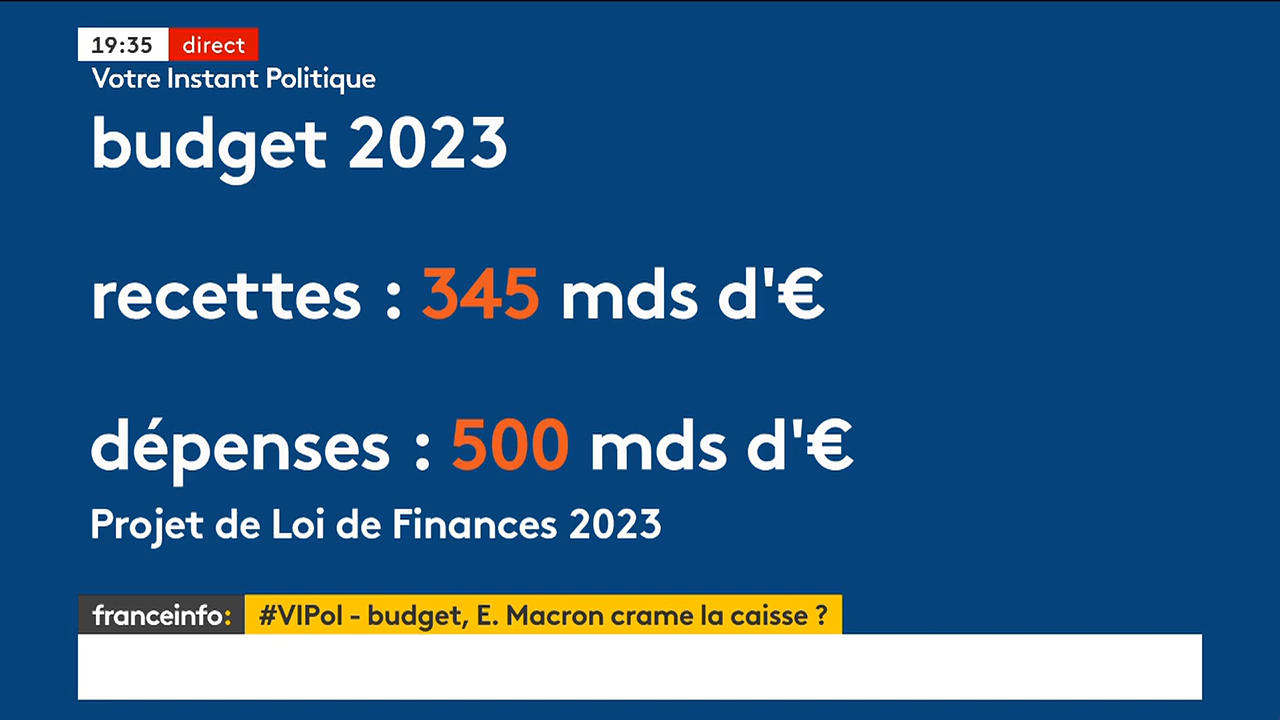 19:35 direct
Votre Instant Politique
budget 2023
recettes : 345 mds d'€
dépenses : 500 mds d'€
Projet de Loi de Finances 2023
franceinfo: #VIPol - budget, E. Macron crame la caisse ?